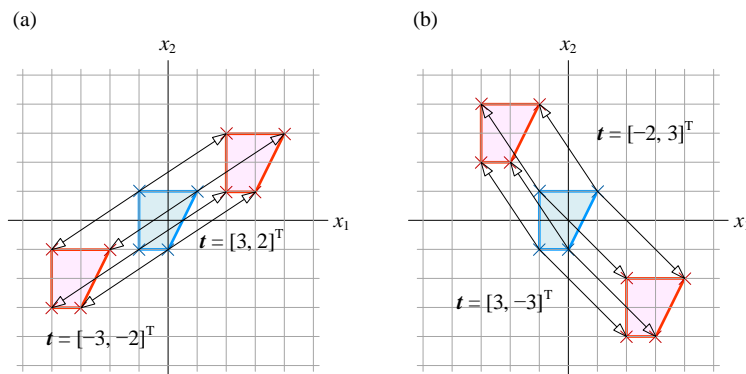 (a)
(b)
x2
x2
x1
x
t = [3, 2]T
t = [−3, −2]T
t = [−2, 3]T
t = [3, −3]T